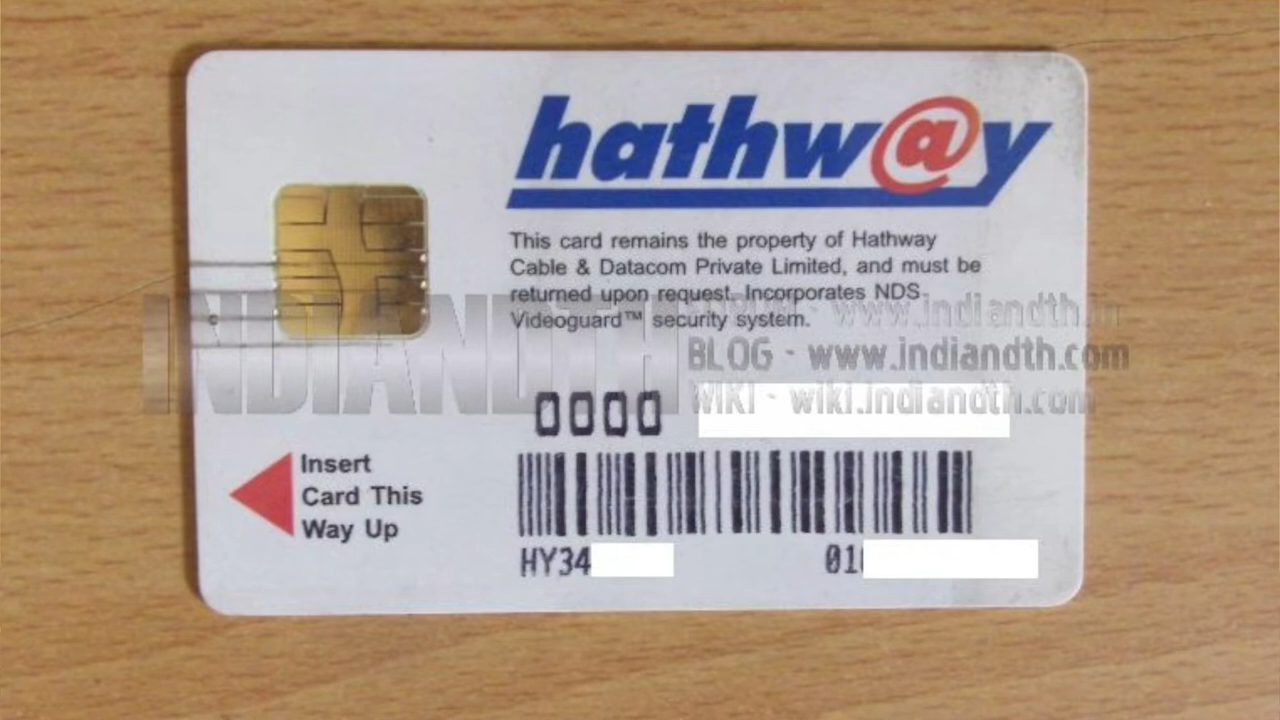 hathw@y
This card remains the property of Hathway
Cable & Datacom Private Limited, and must be
returned upon request. Incorporates NDS
Videoguard™ security system.
www.indiandth.in
INDIANDTH
BLOG - www.indiandth.com
WIKI - wiki.indiandth.com
0000
Insert
Card This
Way Up
HY34 01